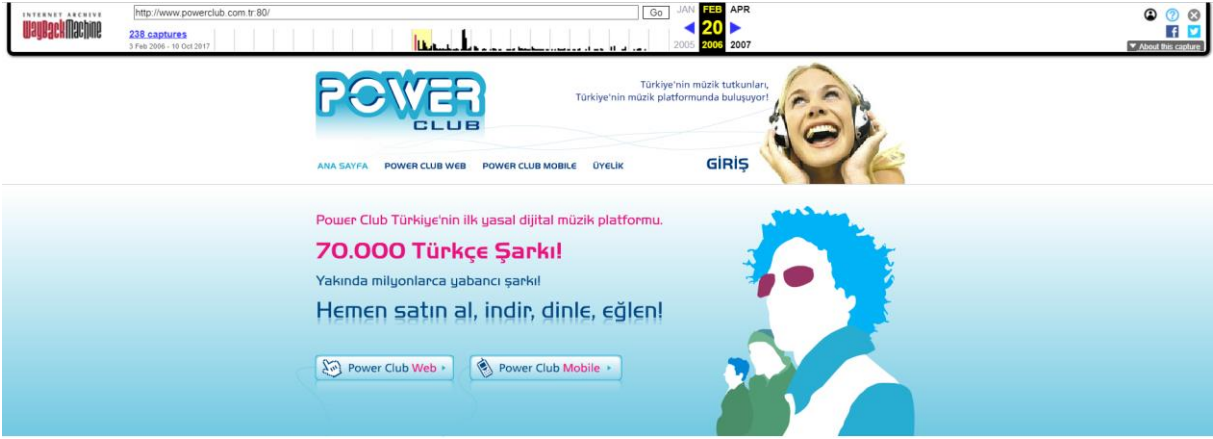 INTERNET ARCHIVE
WayBackMachine
http://www.powerclub.com.tr:80/
Go
JAN FEB APR
238 captures
20
3 Feb 2006 - 10 Oct 2017
2005 2006 2007
About this capture
POWER
CLUB
Türkiye'nin müzik tutkunları,
Türkiye'nin müzik platformunda buluşuyor!
ANA SAYFA POWER CLUB WEB POWER CLUB MOBILE ÜYELİK GİRİŞ
Power Club Türkiye'nin ilk yasal dijital müzik platformu.
70.000 Türkçe Şarkı!
Yakında milyonlarca yabancı şarkı!
Hemen satın al, indir, dinle, eğlen!
Power Club Web
Power Club Mobile